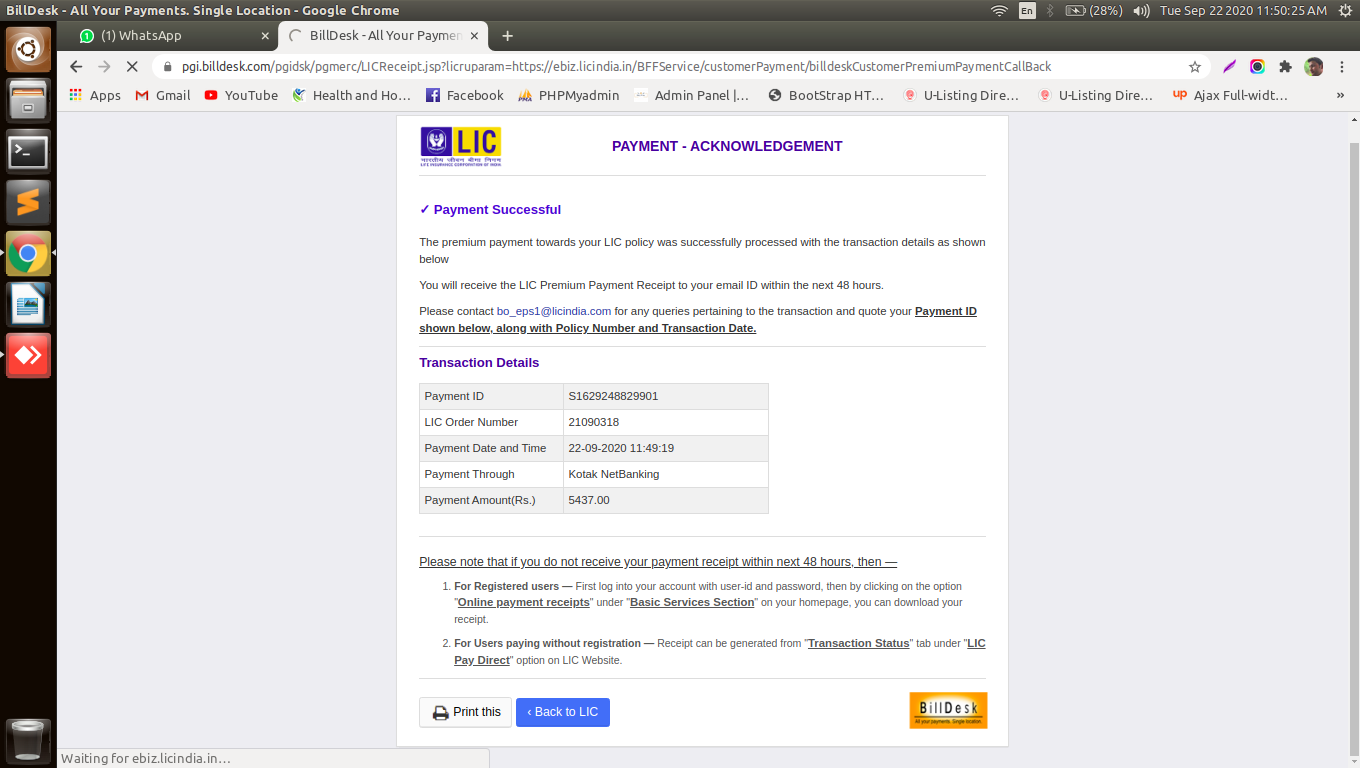 BillDesk - All Your Payments. Single Location - Google Chrome
En
(28%)
Tue Sep 22 2020 11:50:25 AM
(1) WhatsApp
BillDesk - All Your Paymen
pgi.billdesk.com/pgidsk/pgmerc/LICReceipt.jsp?licruparam=https://ebiz.licindia.in/BFFService/customerPayment/billdeskCustomerPremiumPaymentCallBack
Apps
Gmail
YouTube
Health and Ho...
Facebook
PHPMyadmin
Admin Panel |...
BootStrap HT...
U-Listing Dire...
U-Listing Dire...
Ajax Full-widt...
»
LIC
भारतीय जीवन बीमा निगम
LIFE INSURANCE CORPORATION OF INDIA
PAYMENT - ACKNOWLEDGEMENT
✓ Payment Successful
The premium payment towards your LIC policy was successfully processed with the transaction details as shown
below
You will receive the LIC Premium Payment Receipt to your email ID within the next 48 hours.
Please contact bo_eps1@licindia.com for any queries pertaining to the transaction and quote your Payment ID
shown below, along with Policy Number and Transaction Date.
Transaction Details
Payment ID S1629248829901
LIC Order Number 21090318
Payment Date and Time 22-09-2020 11:49:19
Payment Through Kotak NetBanking
Payment Amount(Rs.) 5437.00
Please note that if you do not receive your payment receipt within next 48 hours, then —
1. For Registered users — First log into your account with user-id and password, then by clicking on the option
"Online payment receipts" under "Basic Services Section" on your homepage, you can download your
receipt.
2. For Users paying without registration — Receipt can be generated from "Transaction Status" tab under "LIC
Pay Direct" option on LIC Website.
Print this
‹ Back to LIC
BillDesk
All your payments. Single location.
Waiting for ebiz.licindia.in...